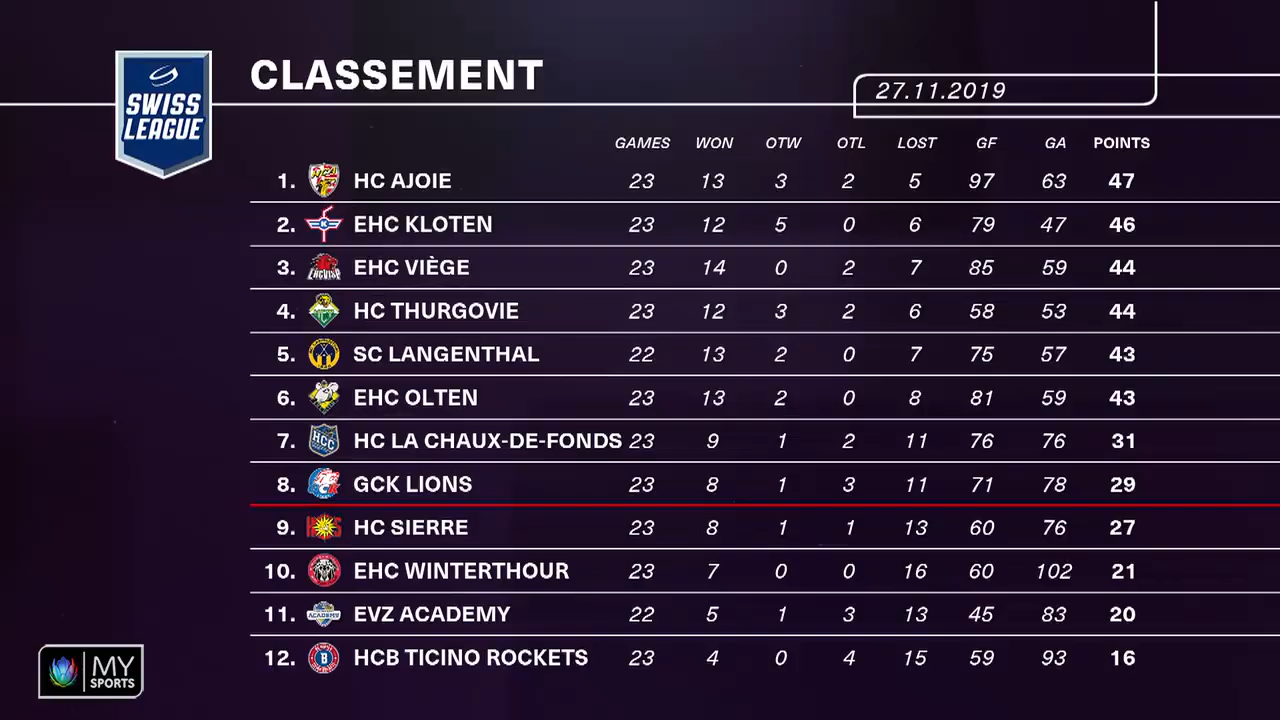 CLASSEMENT
27.11.2019
SWISS
LEAGUE
GAMES WON OTW OTL LOST GF GA POINTS
1. HC AJOIE 23 13 3 2 5 97 63 47
2. EHC KLOTEN 23 12 5 0 6 79 47 46
3. EHC VIÈGE 23 14 0 2 7 85 59 44
4. HC THURGOVIE 23 12 3 2 6 58 53 44
5. SC LANGENTHAL 22 13 2 0 7 75 57 43
6. EHC OLTEN 23 13 2 0 8 81 59 43
7. HCC HC LA CHAUX-DE-FONDS 23 9 1 2 11 76 76 31
8. GCK LIONS 23 8 1 3 11 71 78 29
9. HC SIERRE 23 8 1 1 13 60 76 27
10. EHC WINTERTHOUR 23 7 0 0 16 60 102 21
11. ACADEMY EVZ ACADEMY 22 5 1 3 13 45 83 20
12. B HCB TICINO ROCKETS 23 4 0 4 15 59 93 16
MY
SPORTS